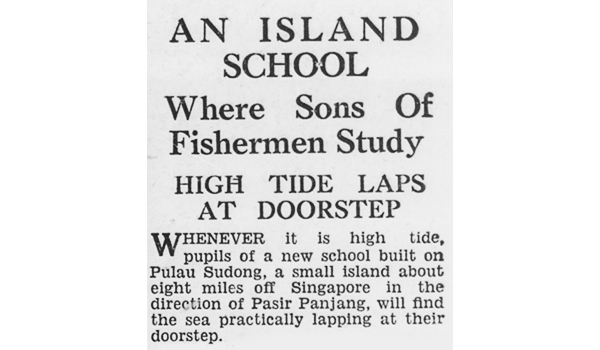 AN ISLAND
SCHOOL
Where Sons Of
Fishermen Study
HIGH TIDE LAPS
AT DOORSTEP
WHENEVER it is high tide,
pupils of a new school built on
Pulau Sudong, a small island about
eight miles off Singapore in the
direction of Pasir Panjang, will find
the sea practically lapping at their
doorstep.